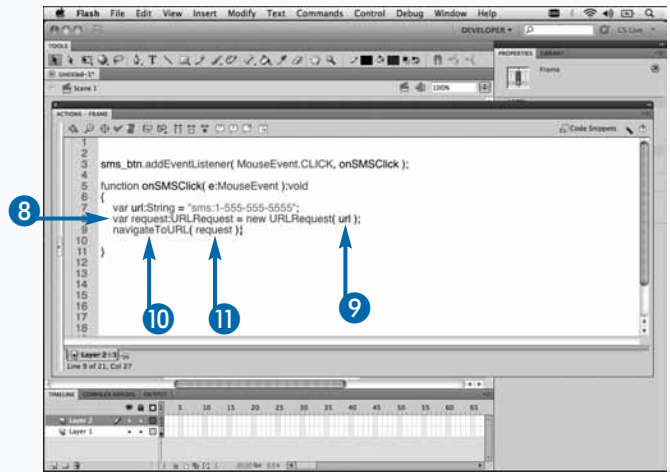 Flash File Edit View Insert Modify Text Commands Control Debug Window Help
DEVELOPER CS Live
TOOLS
PROPERTIES LIBRARY
Untitled-1*
Frame
Scene 1 100%
ACTIONS - FRAME
Code Snippets
1
2
3 sms_btn.addEventListener( MouseEvent.CLICK, onSMSClick );
4
5 function onSMSClick( e:MouseEvent ):void
6 {
7 var url:String = "sms:1-555-555-5555";
8 8 var request:URLRequest = new URLRequest( url );
9 navigateToURL( request );
10
11 }
12
13
14
15
16
17
18
10 11 9
Layer 2 : 1
Line 9 of 21, Col 27
TIMELINE COMPILER ERRORS OUTPUT
5 10 15 20 25 30 35 40 45 50 55 60 65
Layer 2
Layer 1